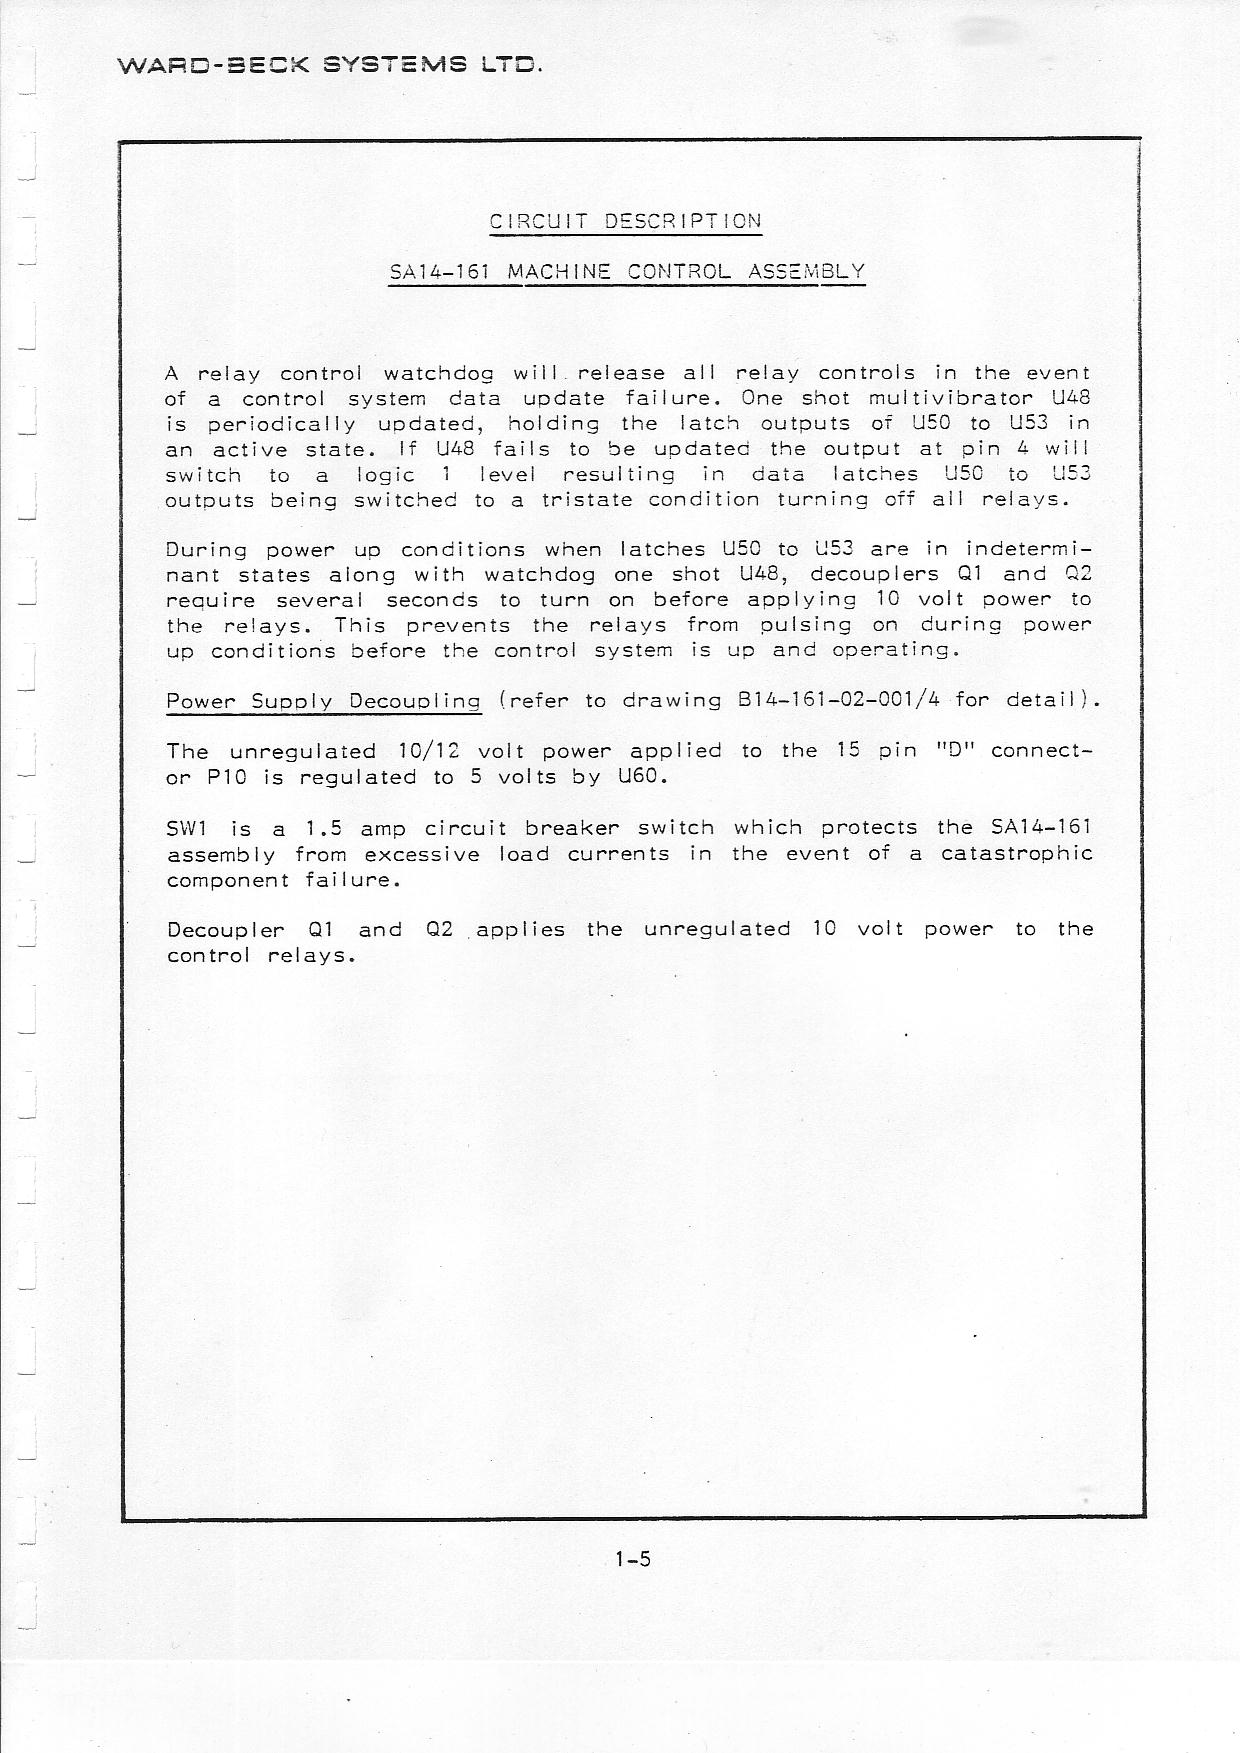 WARD-BECK SYSTEMS LTD.
CIRCUIT DESCRIPTION
SA14-161 MACHINE CONTROL ASSEMBLY
A relay control watchdog will release all relay controls in the event
of a control system data update failure. One shot multivibrator U48
is periodically updated, holding the latch outputs of U50 to U53 in
an active state. If U48 fails to be updated the output at pin 4 will
switch to a logic 1 level resulting in data latches U50 to U53
outputs being switched to a tristate condition turning off all relays.
During power up conditions when latches U50 to U53 are in indetermi-
nant states along with watchdog one shot U48, decouplers Q1 and Q2
require several seconds to turn on before applying 10 volt power to
the relays. This prevents the relays from pulsing on during power
up conditions before the control system is up and operating.
Power Supply Decoupling (refer to drawing B14-161-02-001/4 for detail).
The unregulated 10/12 volt power applied to the 15 pin "D" connect-
or P10 is regulated to 5 volts by U60.
SW1 is a 1.5 amp circuit breaker switch which protects the SA14-161
assembly from excessive load currents in the event of a catastrophic
component failure.
Decoupler Q1 and Q2 applies the unregulated 10 volt power to the
control relays.
1-5